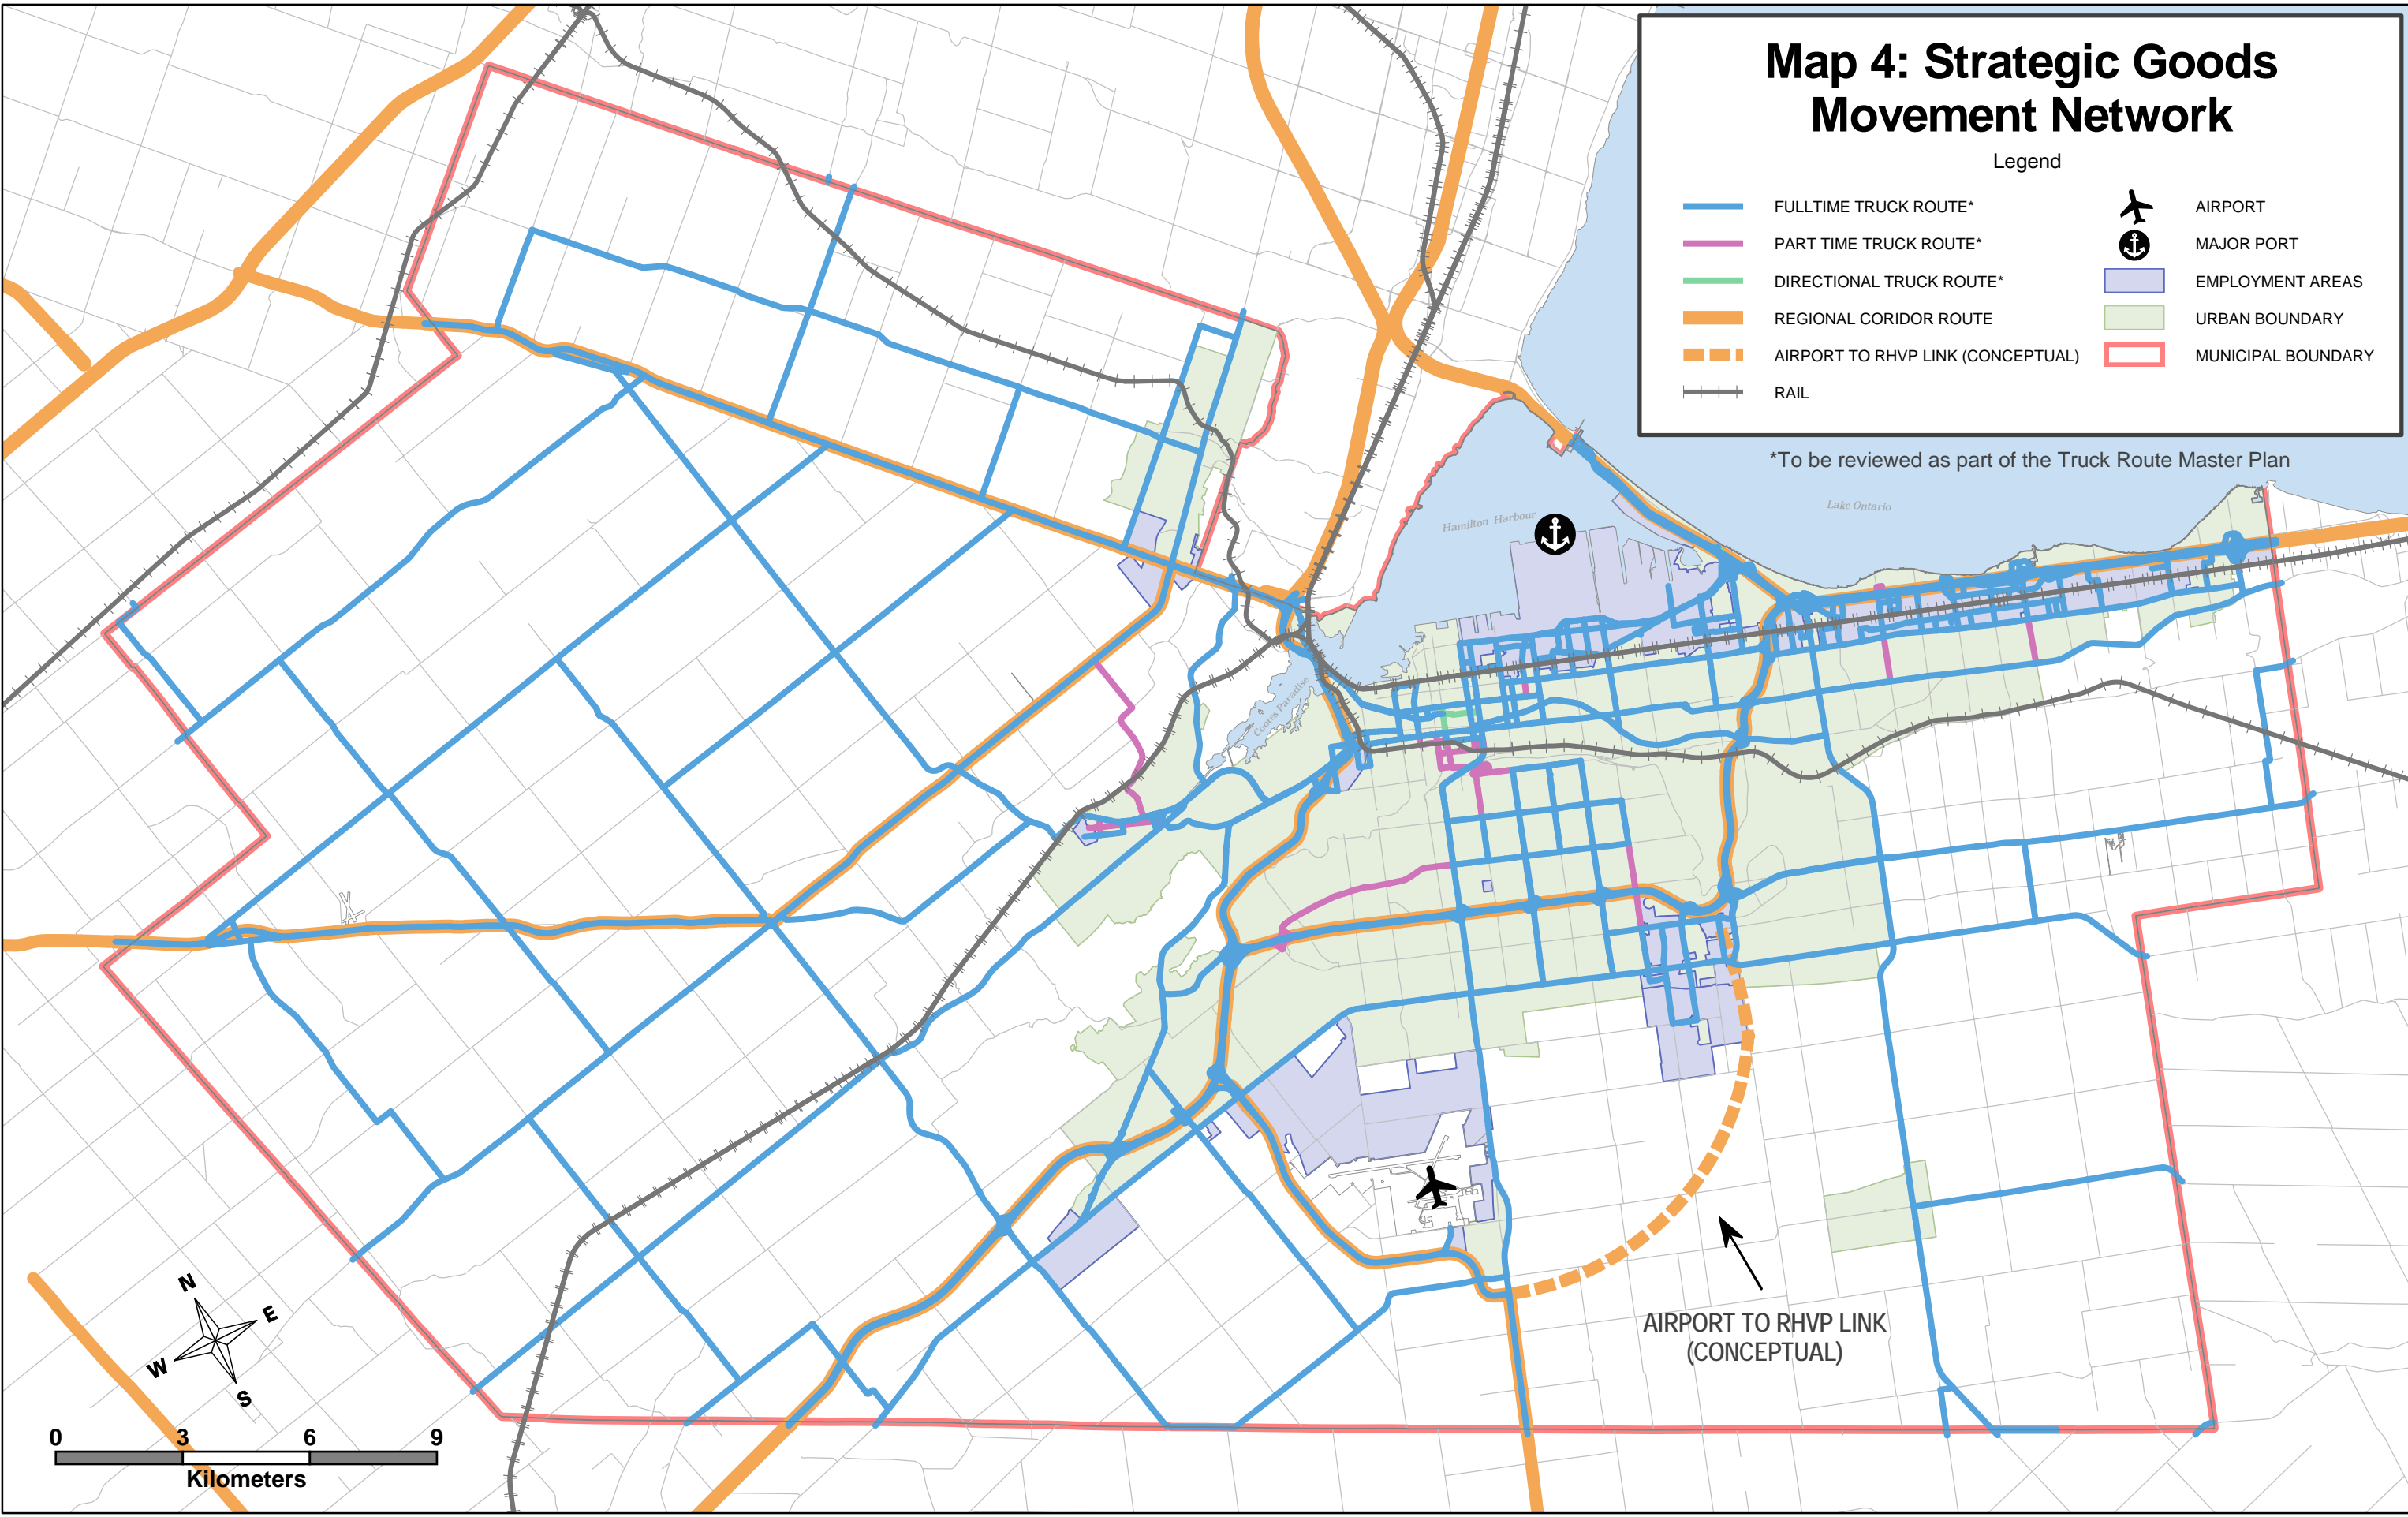 Map 4: Strategic Goods
Movement Network
Legend
FULLTIME TRUCK ROUTE*
PART TIME TRUCK ROUTE*
DIRECTIONAL TRUCK ROUTE*
REGIONAL CORIDOR ROUTE
AIRPORT TO RHVP LINK (CONCEPTUAL)
RAIL
AIRPORT
MAJOR PORT
EMPLOYMENT AREAS
URBAN BOUNDARY
MUNICIPAL BOUNDARY
*To be reviewed as part of the Truck Route Master Plan
Lake Ontario
Hamilton Harbour
Cootes Paradise
AIRPORT TO RHVP LINK
(CONCEPTUAL)
N
E
W
S
0 3 6 9
Kilometers